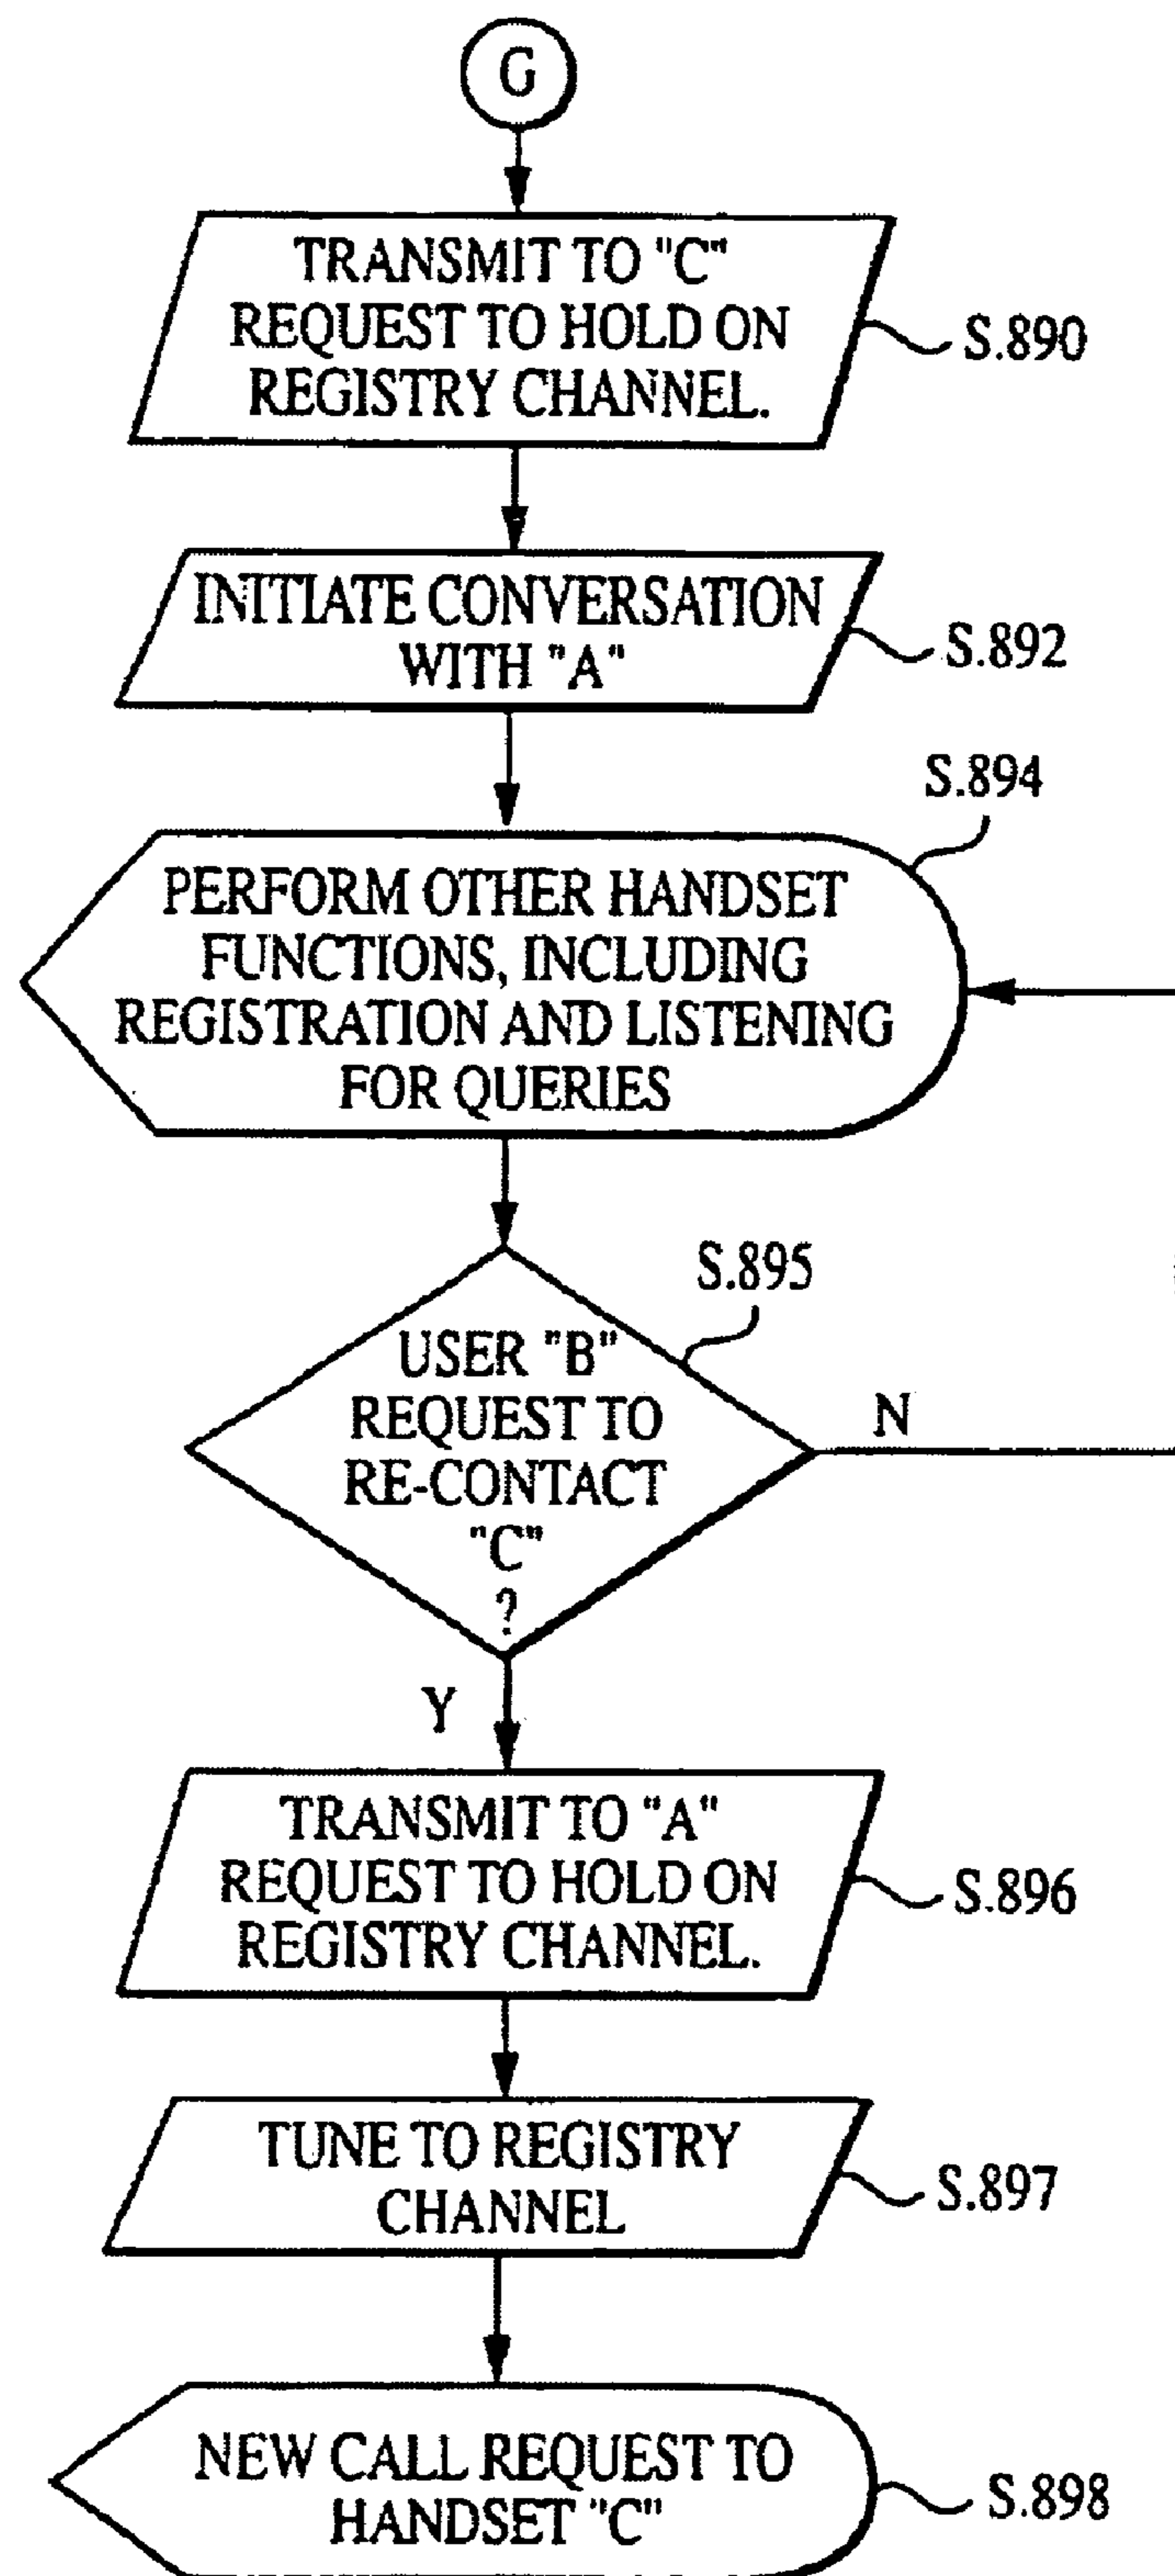 G
TRANSMIT TO "C"
REQUEST TO HOLD ON
REGISTRY CHANNEL.
S.890
INITIATE CONVERSATION
WITH "A"
S.892
S.894
PERFORM OTHER HANDSET
FUNCTIONS, INCLUDING
REGISTRATION AND LISTENING
FOR QUERIES
S.895
USER "B"
REQUEST TO
RE-CONTACT
"C"
?
N
Y
TRANSMIT TO "A"
REQUEST TO HOLD ON
REGISTRY CHANNEL.
S.896
TUNE TO REGISTRY
CHANNEL
S.897
NEW CALL REQUEST TO
HANDSET "C"
S.898